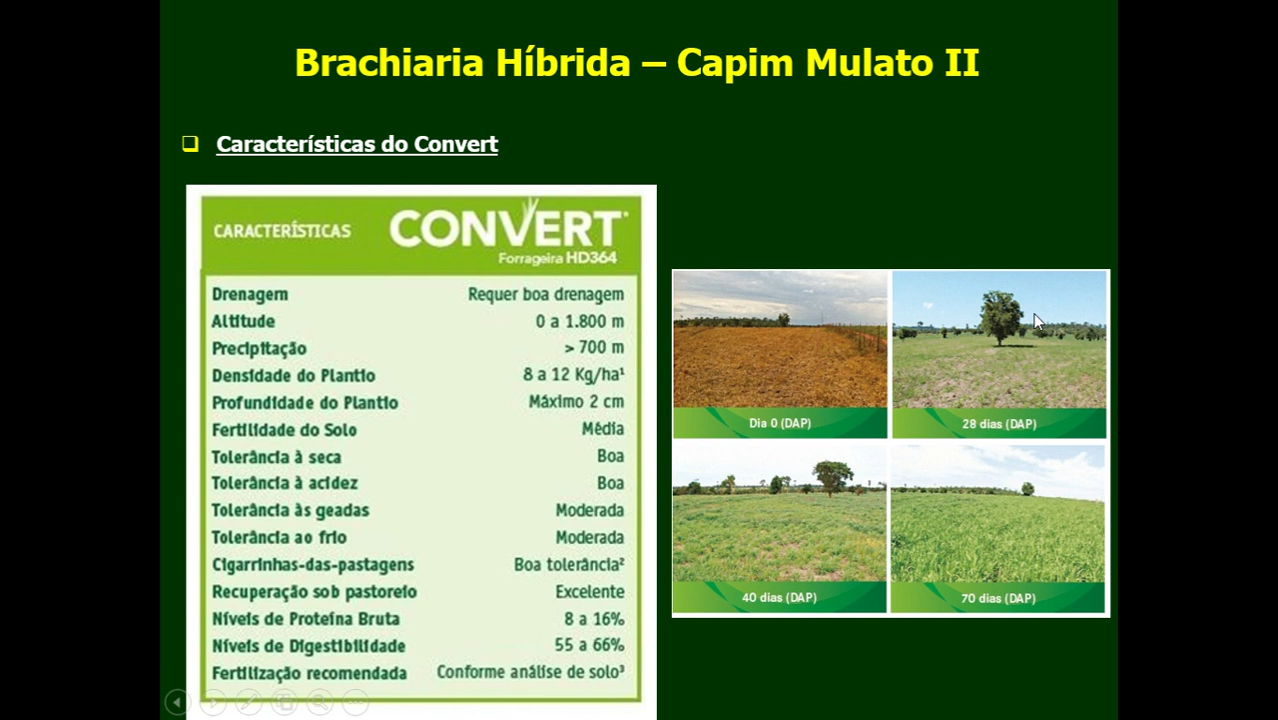 Brachiaria Híbrida – Capim Mulato II
Características do Convert
CARACTERÍSTICAS
CONVERT*
Forrageira HD364
Drenagem Requer boa drenagem
Altitude 0 a 1.800 m
Precipitação > 700 m
Densidade do Plantio 8 a 12 Kg/ha¹
Profundidade do Plantio Máximo 2 cm
Fertilidade do Solo Média
Tolerância à seca Boa
Tolerância à acidez Boa
Tolerância às geadas Moderada
Tolerância ao frio Moderada
Cigarrinhas-das-pastagens Boa tolerância²
Recuperação sob pastoreio Excelente
Níveis de Proteína Bruta 8 a 16%
Níveis de Digestibilidade 55 a 66%
Fertilização recomendada Conforme análise de solo³
Dia 0 (DAP)
28 dias (DAP)
40 dias (DAP)
70 dias (DAP)